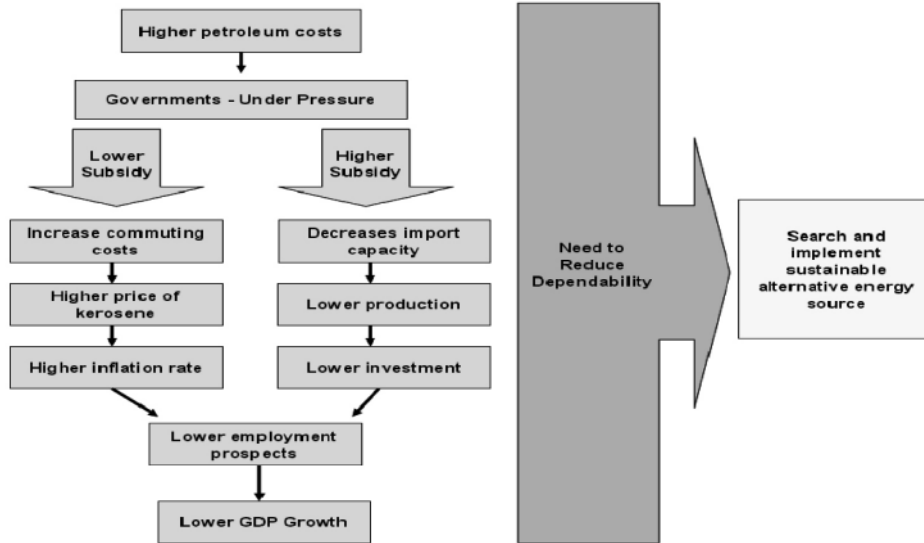 Higher petroleum costs
Governments - Under Pressure
Lower
Subsidy
Higher
Subsidy
Increase commuting
costs
Decreases import
capacity
Higher price of
kerosene
Lower production
Higher inflation rate
Lower investment
Lower employment
prospects
Lower GDP Growth
Need to
Reduce
Dependability
Search and
implement
sustainable
alternative energy
source